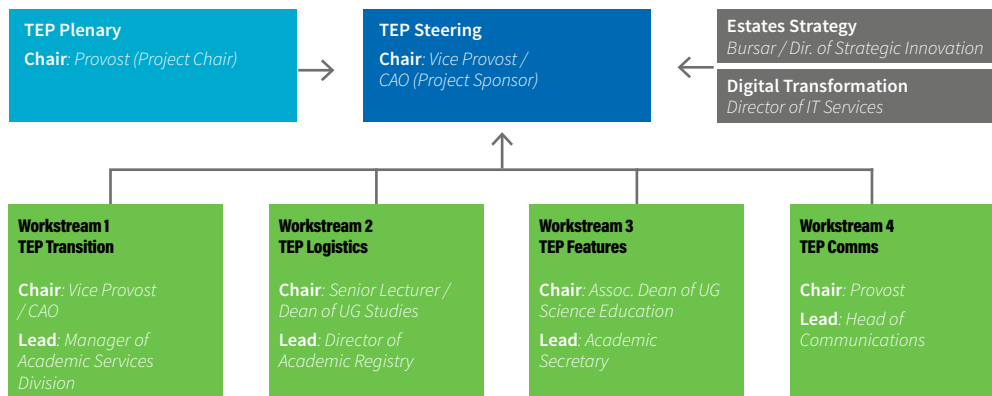 TEP Plenary
Chair: Provost (Project Chair)
TEP Steering
Chair: Vice Provost /
CAO (Project Sponsor)
Estates Strategy
Bursar / Dir. of Strategic Innovation
Digital Transformation
Director of IT Services
Workstream 1
TEP Transition
Chair: Vice Provost
/ CAO
Lead: Manager of
Academic Services
Division
Workstream 2
TEP Logistics
Chair: Senior Lecturer /
Dean of UG Studies
Lead: Director of
Academic Registry
Workstream 3
TEP Features
Chair: Assoc. Dean of UG
Science Education
Lead: Academic
Secretary
Workstream 4
TEP Comms
Chair: Provost
Lead: Head of
Communications